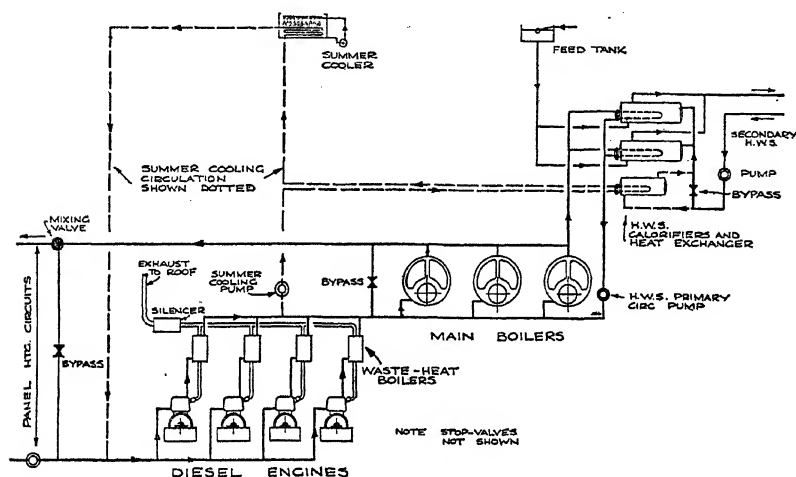 SUMMER
COOLER
FEED TANK
SECONDARY
H.W.S.
PUMP
BYPASS
SUMMER COOLING
CIRCULATION
SHOWN DOTTED
H.W.S.
CALORIFIERS AND
HEAT EXCHANGER
MIXING
VALVE
EXHAUST
TO ROOF
SUMMER
COOLING
PUMP
BYPASS
H.W.S. PRIMARY
CIRC PUMP
SILENCER
MAIN BOILERS
PANEL HTG. CIRCUITS
BYPASS
WASTE-HEAT
BOILERS
NOTE STOP-VALVES
NOT SHOWN
DIESEL ENGINES